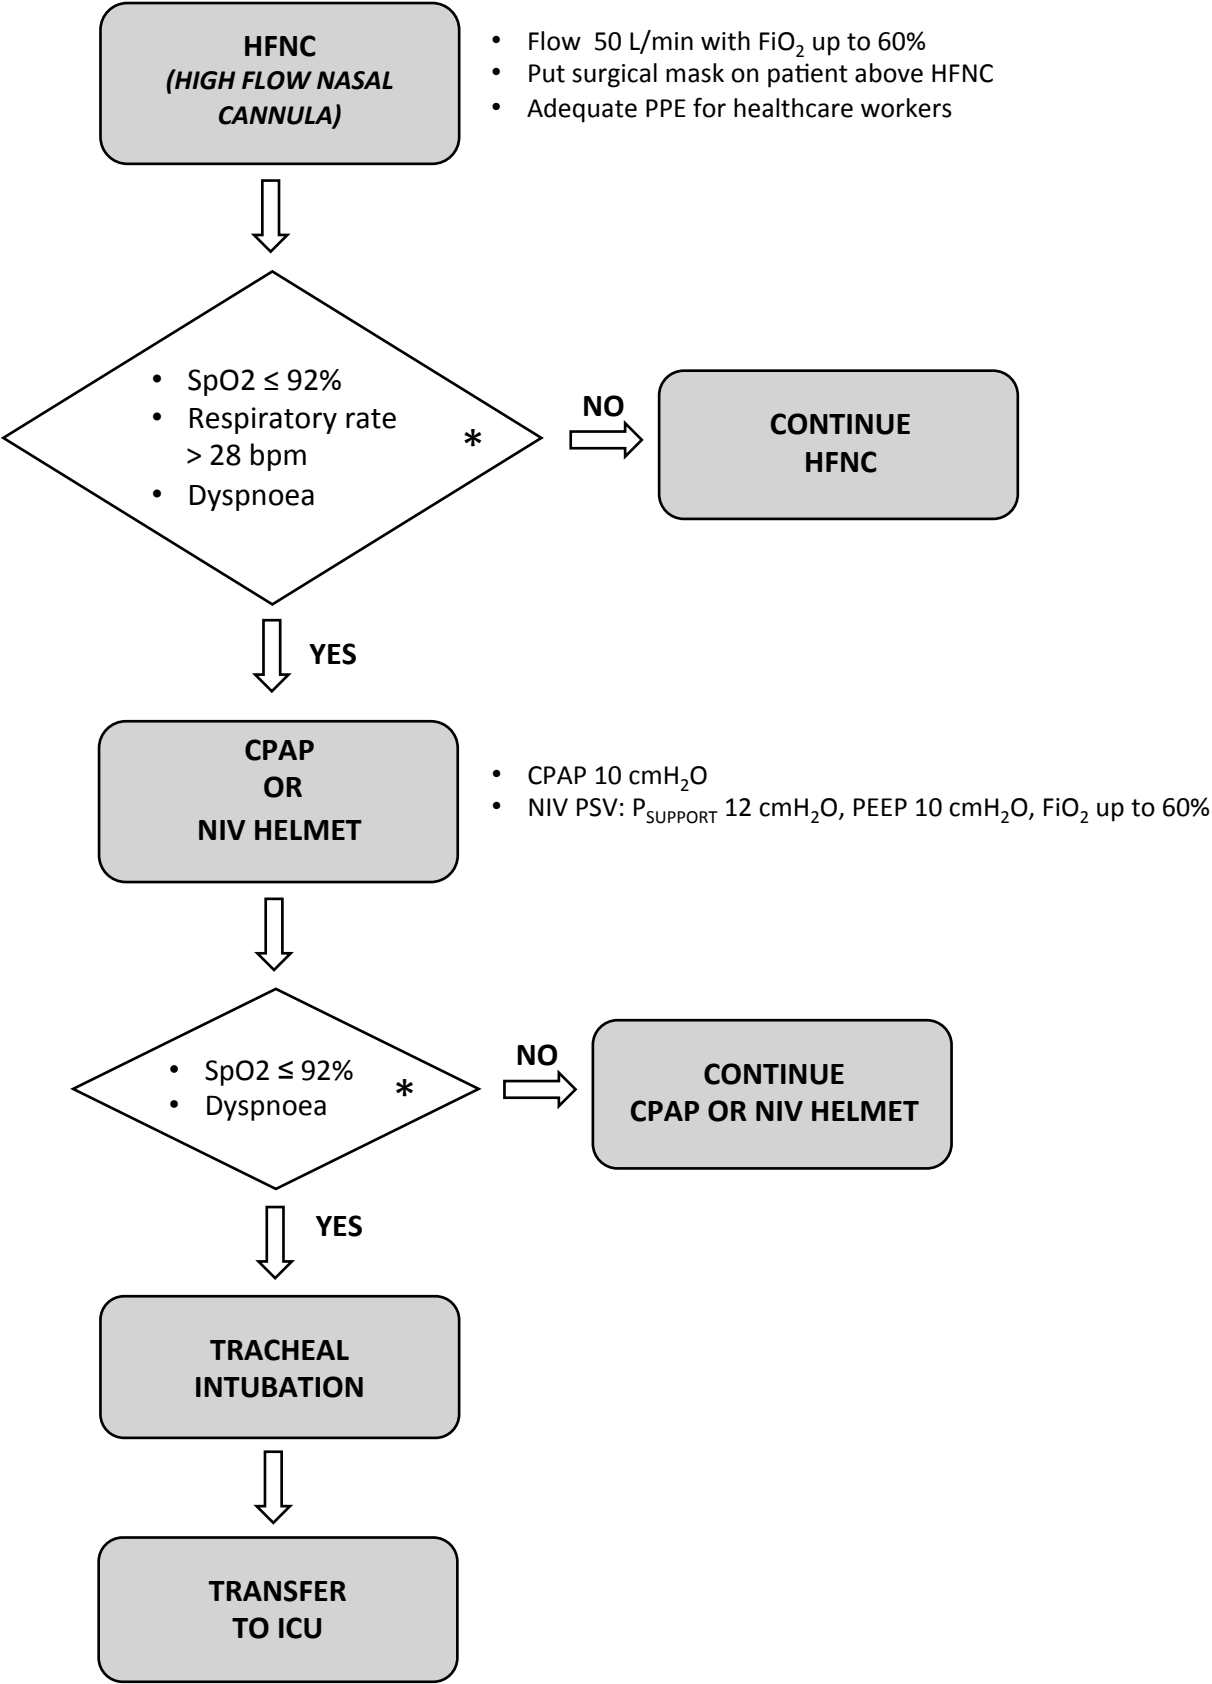 HFNC
(HIGH FLOW NASAL
CANNULA)
• Flow 50 L/min with FiO₂ up to 60%
• Put surgical mask on patient above HFNC
• Adequate PPE for healthcare workers
• SpO2 ≤ 92%
• Respiratory rate
> 28 bpm
• Dyspnoea
*
NO
CONTINUE
HFNC
YES
CPAP
OR
NIV HELMET
• CPAP 10 cmH₂O
• NIV PSV: P_SUPPORT 12 cmH₂O, PEEP 10 cmH₂O, FiO₂ up to 60%
• SpO2 ≤ 92%
• Dyspnoea
*
NO
CONTINUE
CPAP OR NIV HELMET
YES
TRACHEAL
INTUBATION
TRANSFER
TO ICU